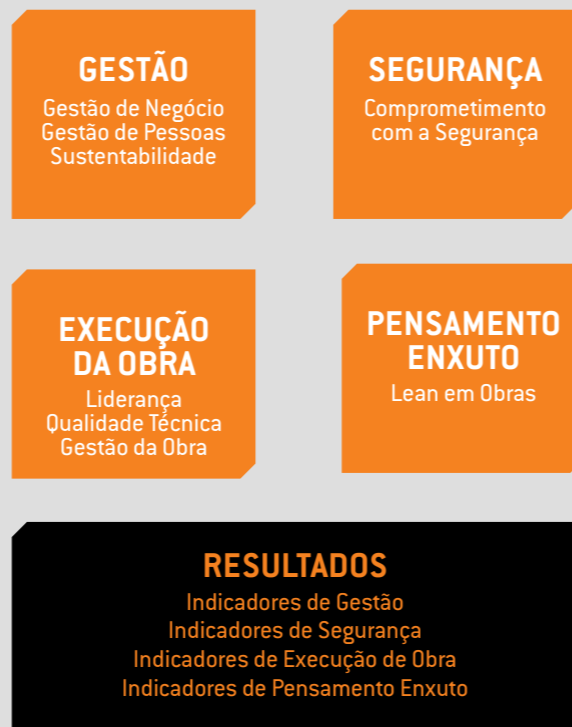 GESTÃO
Gestão de Negócio
Gestão de Pessoas
Sustentabilidade
SEGURANÇA
Comprometimento
com a Segurança
EXECUÇÃO
DA OBRA
Liderança
Qualidade Técnica
Gestão da Obra
PENSAMENTO
ENXUTO
Lean em Obras
RESULTADOS
Indicadores de Gestão
Indicadores de Segurança
Indicadores de Execução de Obra
Indicadores de Pensamento Enxuto